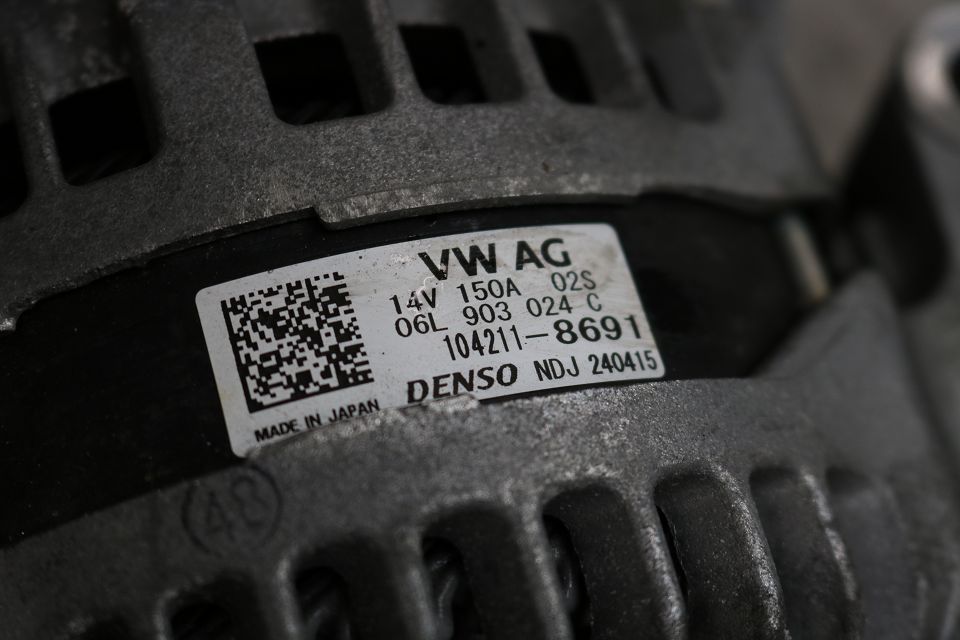 VW AG
14V 150A 02S
06L 903 024 C
104211-8691
DENSO NDJ 240415
MADE IN JAPAN
48